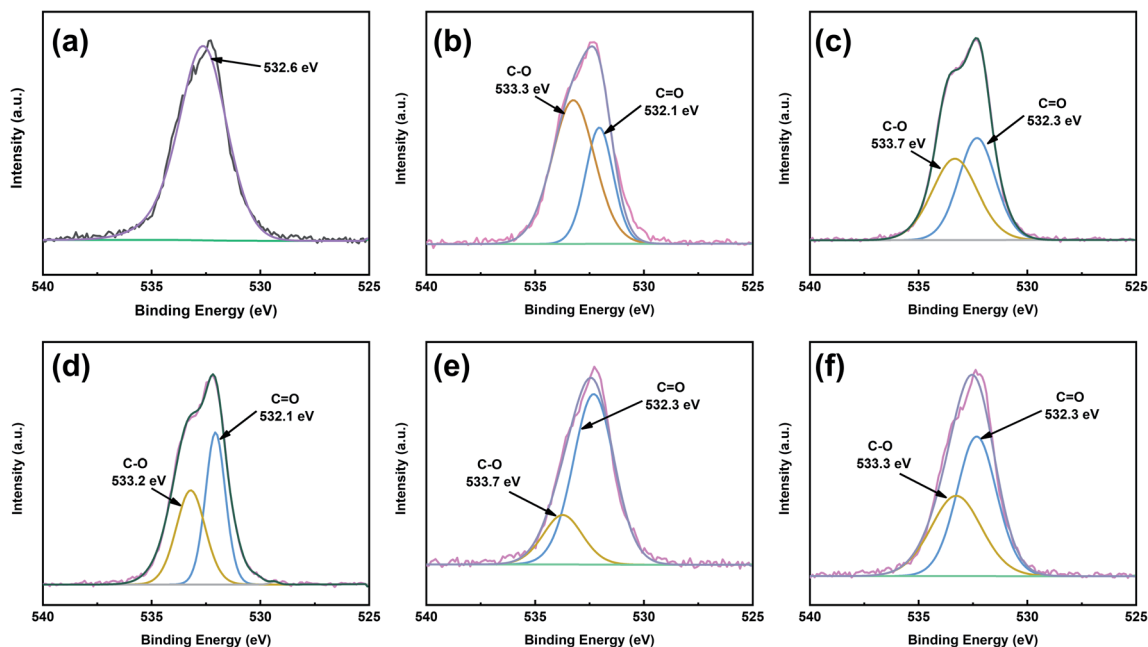 (a)
532.6 eV
Intensity (a.u.)
540 535 530 525
Binding Energy (eV)
(b)
C-O
533.3 eV
C=O
532.1 eV
Intensity (a.u.)
540 535 530 525
Binding Energy (eV)
(c)
C-O
533.7 eV
C=O
532.3 eV
Intensity (a.u.)
540 535 530 525
Binding Energy (eV)
(d)
C-O
533.2 eV
C=O
532.1 eV
Intensity (a.u.)
540 535 530 525
Binding Energy (eV)
(e)
C-O
533.7 eV
C=O
532.3 eV
Intensity (a.u.)
540 535 530 525
Binding Energy (eV)
(f)
C-O
533.3 eV
C=O
532.3 eV
Intensity (a.u.)
540 535 530 525
Binding Energy (eV)